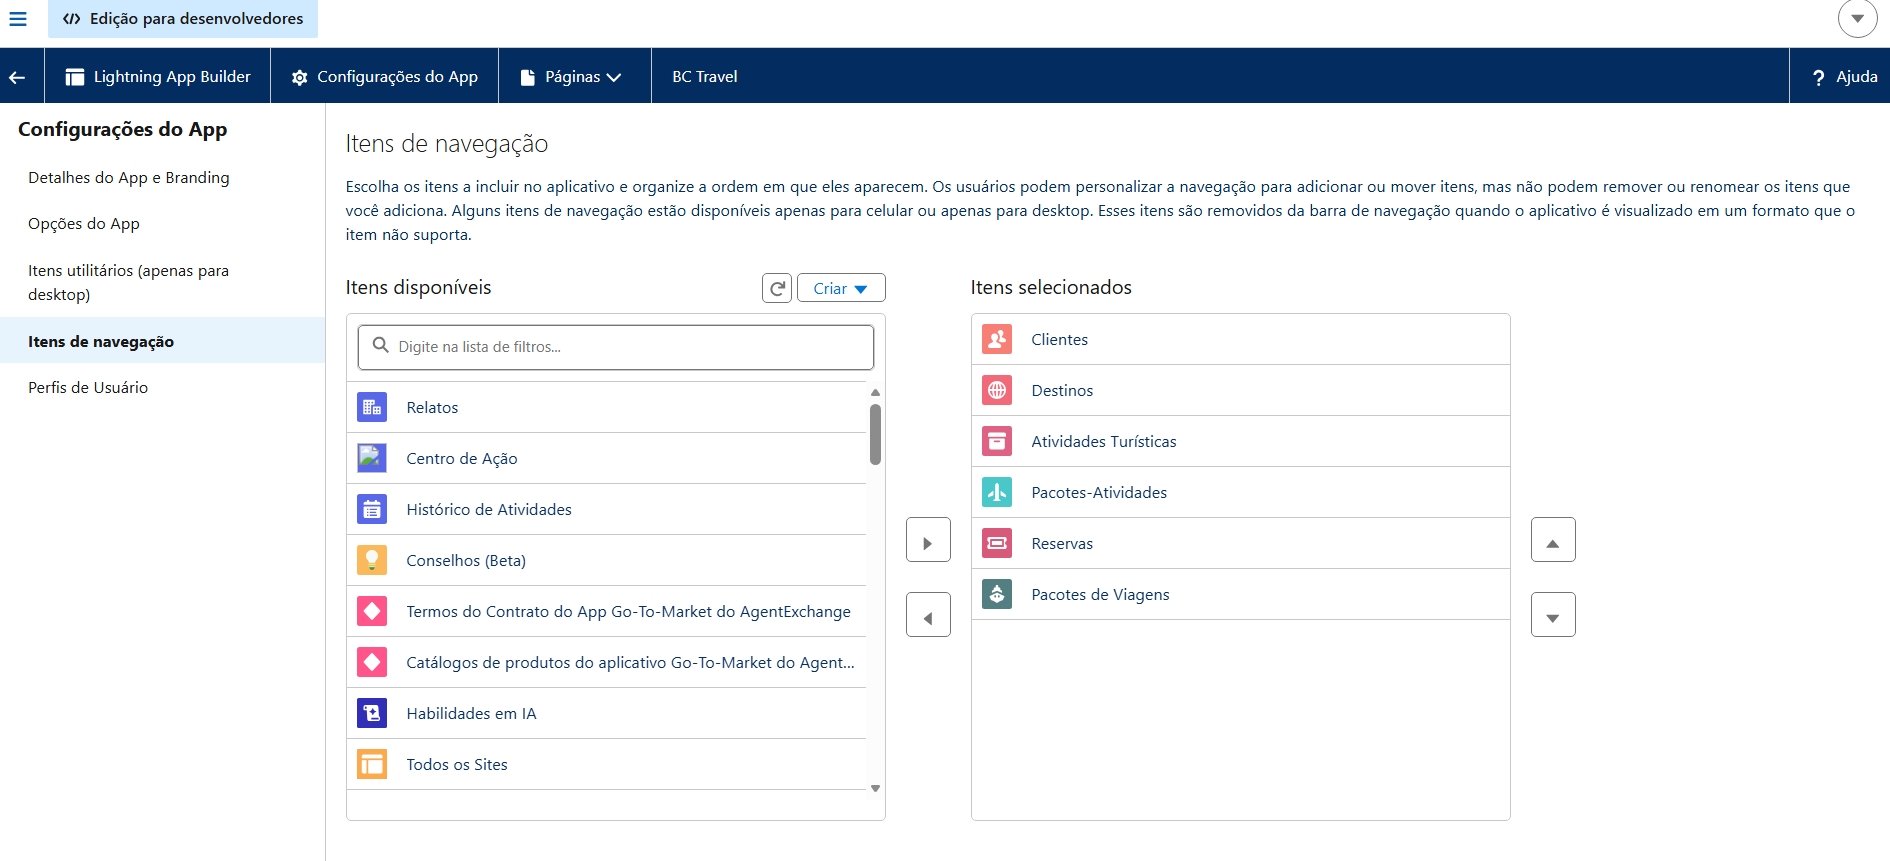 Edição para desenvolvedores
Lightning App Builder
Configurações do App
Páginas
BC Travel
? Ajuda
Configurações do App
Detalhes do App e Branding
Opções do App
Itens utilitários (apenas para
desktop)
Itens de navegação
Perfis de Usuário
Itens de navegação
Escolha os itens a incluir no aplicativo e organize a ordem em que eles aparecem. Os usuários podem personalizar a navegação para adicionar ou mover itens, mas não podem remover ou renomear os itens que
você adiciona. Alguns itens de navegação estão disponíveis apenas para celular ou apenas para desktop. Esses itens são removidos da barra de navegação quando o aplicativo é visualizado em um formato que o
item não suporta.
Itens disponíveis
Criar
Digite na lista de filtros...
Relatos
Centro de Ação
Histórico de Atividades
Conselhos (Beta)
Termos do Contrato do App Go-To-Market do AgentExchange
Catálogos de produtos do aplicativo Go-To-Market do Agent...
Habilidades em IA
Todos os Sites
Itens selecionados
Clientes
Destinos
Atividades Turísticas
Pacotes-Atividades
Reservas
Pacotes de Viagens